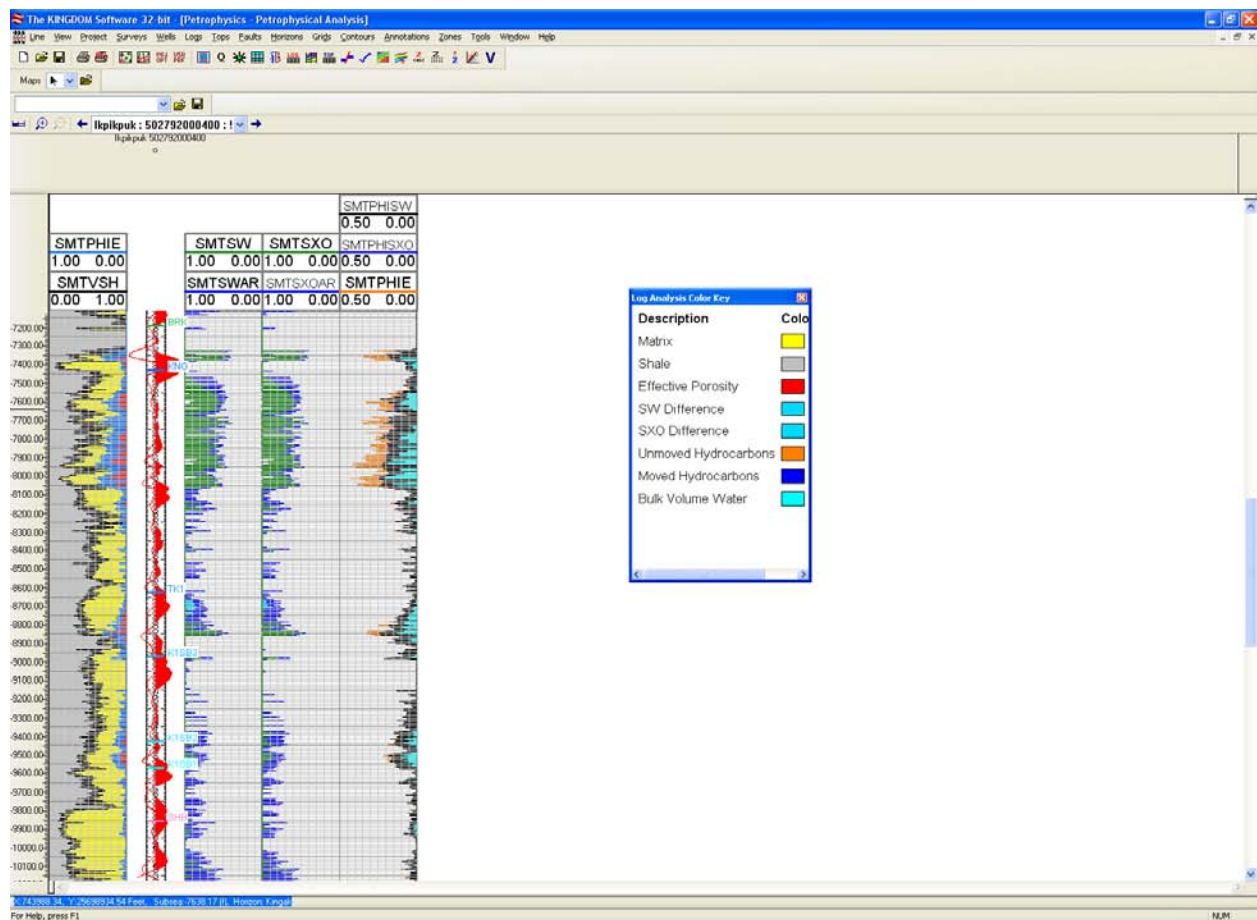 The KINGDOM Software 32-bit - [Petrophysics - Petrophysical Analysis]
Line View Project Surveys Wells Logs Tops Faults Horizons Grids Contours Annotations Zones Tools Window Help
Maps
Ikpikpuk : 502792000400 : !
Ikpikpuk 502792000400
SMTPHISW
0.50 0.00
SMTPHIE SMTSW SMTSXO SMTPHISXO
1.00 0.00 1.00 0.00 1.00 0.00 0.50 0.00
SMTVSH SMTSWAR SMTSXOAR SMTPHIE
0.00 1.00 1.00 0.00 1.00 0.00 0.50 0.00
Log Analysis Color Key
Description Colo
Matrix
Shale
Effective Porosity
SW Difference
SXO Difference
Unmoved Hydrocarbons
Moved Hydrocarbons
Bulk Volume Water
BRK
-7200.00
-7300.00
-7400.00
KNG
-7500.00
-7600.00
-7700.00
-7800.00
-7900.00
-8000.00
-8100.00
-8200.00
-8300.00
-8400.00
-8500.00
-8600.00
TK1
-8700.00
-8800.00
-8900.00
K1SB3
-9000.00
-9100.00
-9200.00
-9300.00
-9400.00
K1SB2
-9500.00
K1SB1
-9600.00
-9700.00
-9800.00
SHR
-9900.00
-10000.00
-10100.00
For Help, press F1
NUM